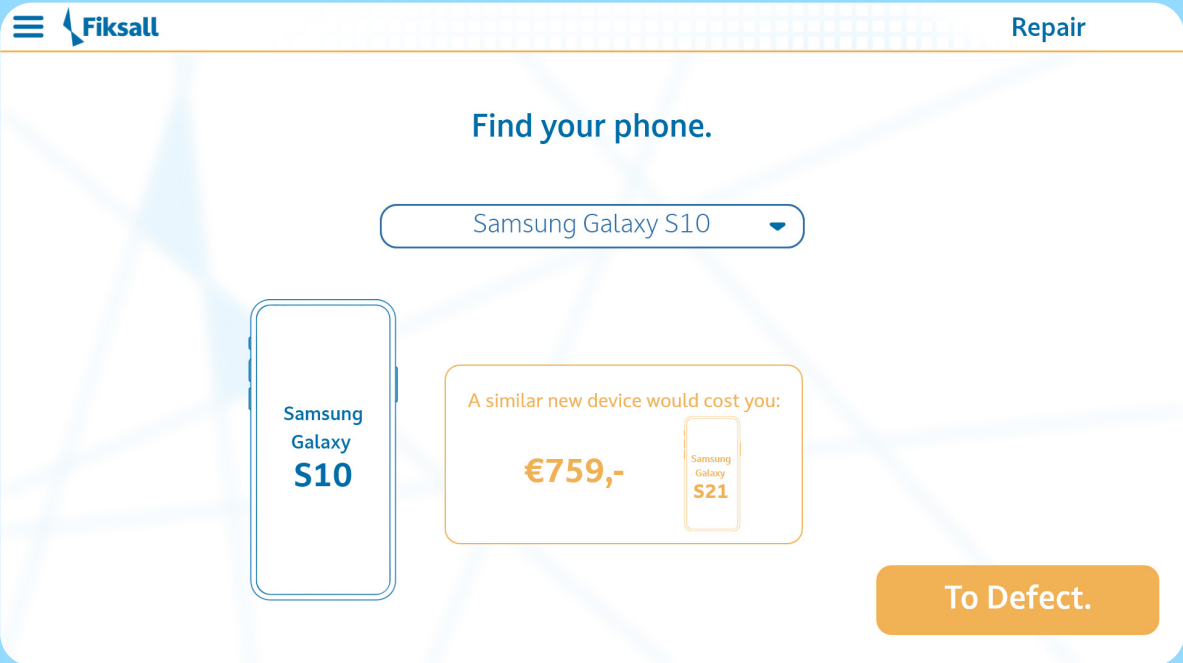 Fiksall
Repair
Find your phone.
Samsung Galaxy S10
Samsung
Galaxy
S10
A similar new device would cost you:
€759,-
Samsung
Galaxy
S21
To Defect.